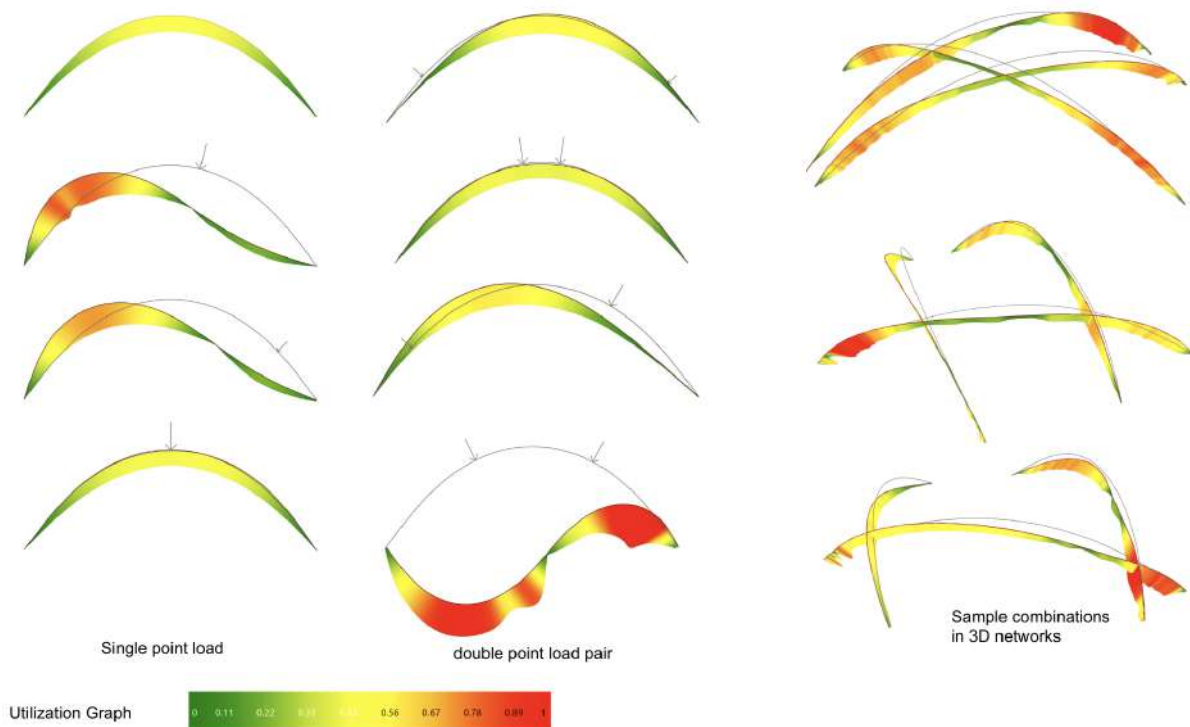 Single point load
double point load pair
Sample combinations
in 3D networks
Utilization Graph
0 0.11 0.22 0.56 0.67 0.78 0.89 1